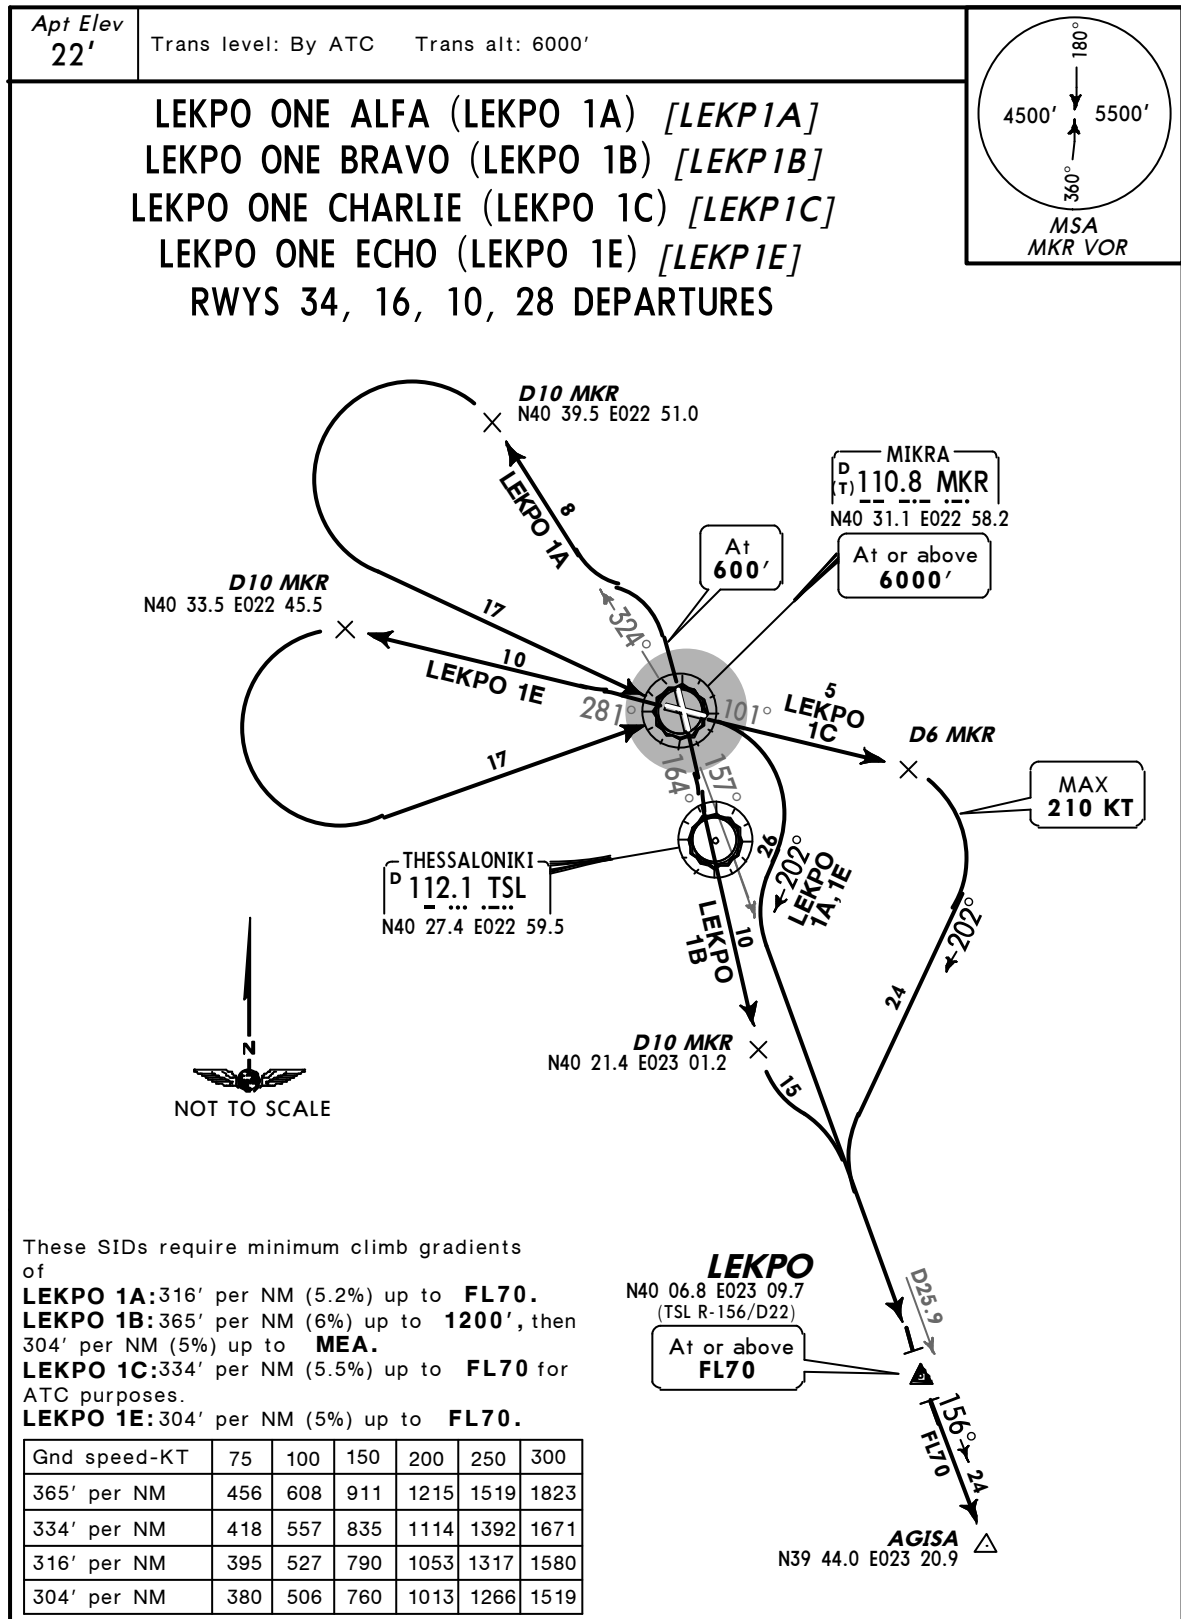 Apt Elev
22'
Trans level: By ATC Trans alt: 6000'
180°
4500' 5500'
360°
MSA
MKR VOR
LEKPO ONE ALFA (LEKPO 1A) [LEKP1A]
LEKPO ONE BRAVO (LEKPO 1B) [LEKP1B]
LEKPO ONE CHARLIE (LEKPO 1C) [LEKP1C]
LEKPO ONE ECHO (LEKPO 1E) [LEKP1E]
RWYS 34, 16, 10, 28 DEPARTURES
D10 MKR
N40 39.5 E022 51.0
8
LEKPO 1A
MIKRA
D
(T) 110.8 MKR
N40 31.1 E022 58.2
At
600'
At or above
6000'
D10 MKR
N40 33.5 E022 45.5
17
324°
10
LEKPO 1E
281°
101°
5
LEKPO
1C
D6 MKR
17
164°
157°
MAX
210 KT
THESSALONIKI
D 112.1 TSL
N40 27.4 E022 59.5
26
202°
LEKPO
1A, 1E
LEKPO
1B
10
202°
24
D10 MKR
N40 21.4 E023 01.2
15
N
NOT TO SCALE
These SIDs require minimum climb gradients
of
LEKPO 1A: 316' per NM (5.2%) up to FL70.
LEKPO 1B: 365' per NM (6%) up to 1200', then
304' per NM (5%) up to MEA.
LEKPO 1C: 334' per NM (5.5%) up to FL70 for
ATC purposes.
LEKPO 1E: 304' per NM (5%) up to FL70.
LEKPO
N40 06.8 E023 09.7
(TSL R-156/D22)
At or above
FL70
D25.9
156°
24
FL70
AGISA
N39 44.0 E023 20.9
Gnd speed-KT 75 100 150 200 250 300
365' per NM 456 608 911 1215 1519 1823
334' per NM 418 557 835 1114 1392 1671
316' per NM 395 527 790 1053 1317 1580
304' per NM 380 506 760 1013 1266 1519